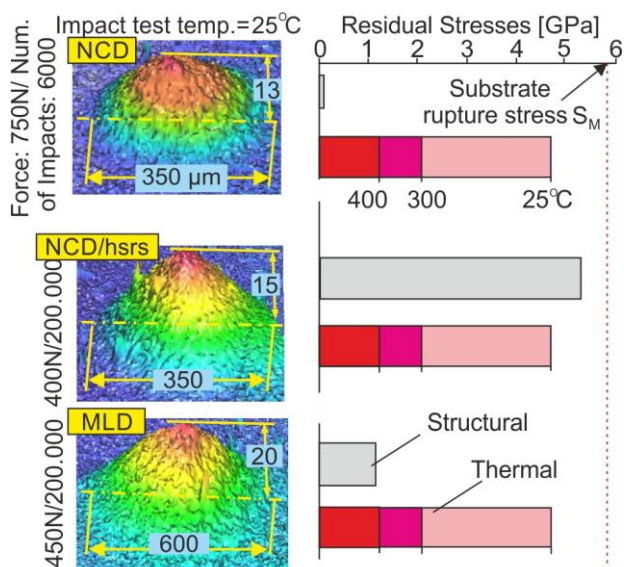 Impact test temp.=25°C
Residual Stresses [GPa]
0 1 2 3 4 5 6
NCD
Force: 750N/ Num.
of Impacts: 6000
13
350 µm
Substrate
rupture stress S_M
400 300 25°C
NCD/hsrs
400N/200.000
15
350
MLD
450N/200.000
20
600
Structural
Thermal